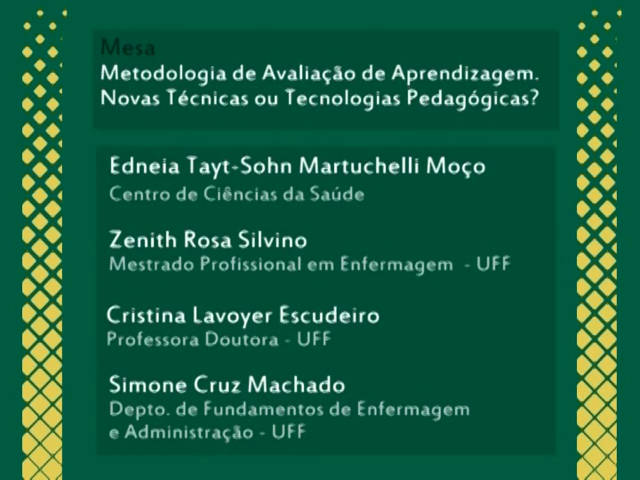 Mesa
Metodologia de Avaliação de Aprendizagem.
Novas Técnicas ou Tecnologias Pedagógicas?
Edneia Tayt-Sohn Martuchelli Moço
Centro de Ciências da Saúde
Zenith Rosa Silvino
Mestrado Profissional em Enfermagem - UFF
Cristina Lavoyer Escudeiro
Professora Doutora - UFF
Simone Cruz Machado
Depto. de Fundamentos de Enfermagem
e Administração - UFF